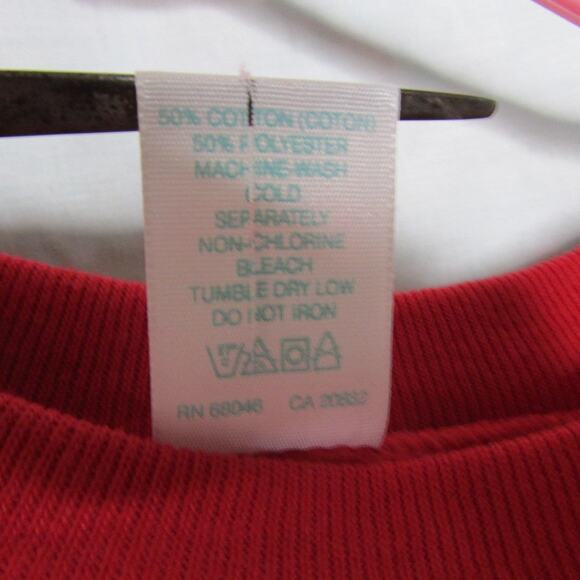 50% COTTON (COTON)
50% POLYESTER
MACHINE WASH
COLD
SEPARATELY
NON-CHLORINE
BLEACH
TUMBLE DRY LOW
DO NOT IRON
RN 68046 CA 20832